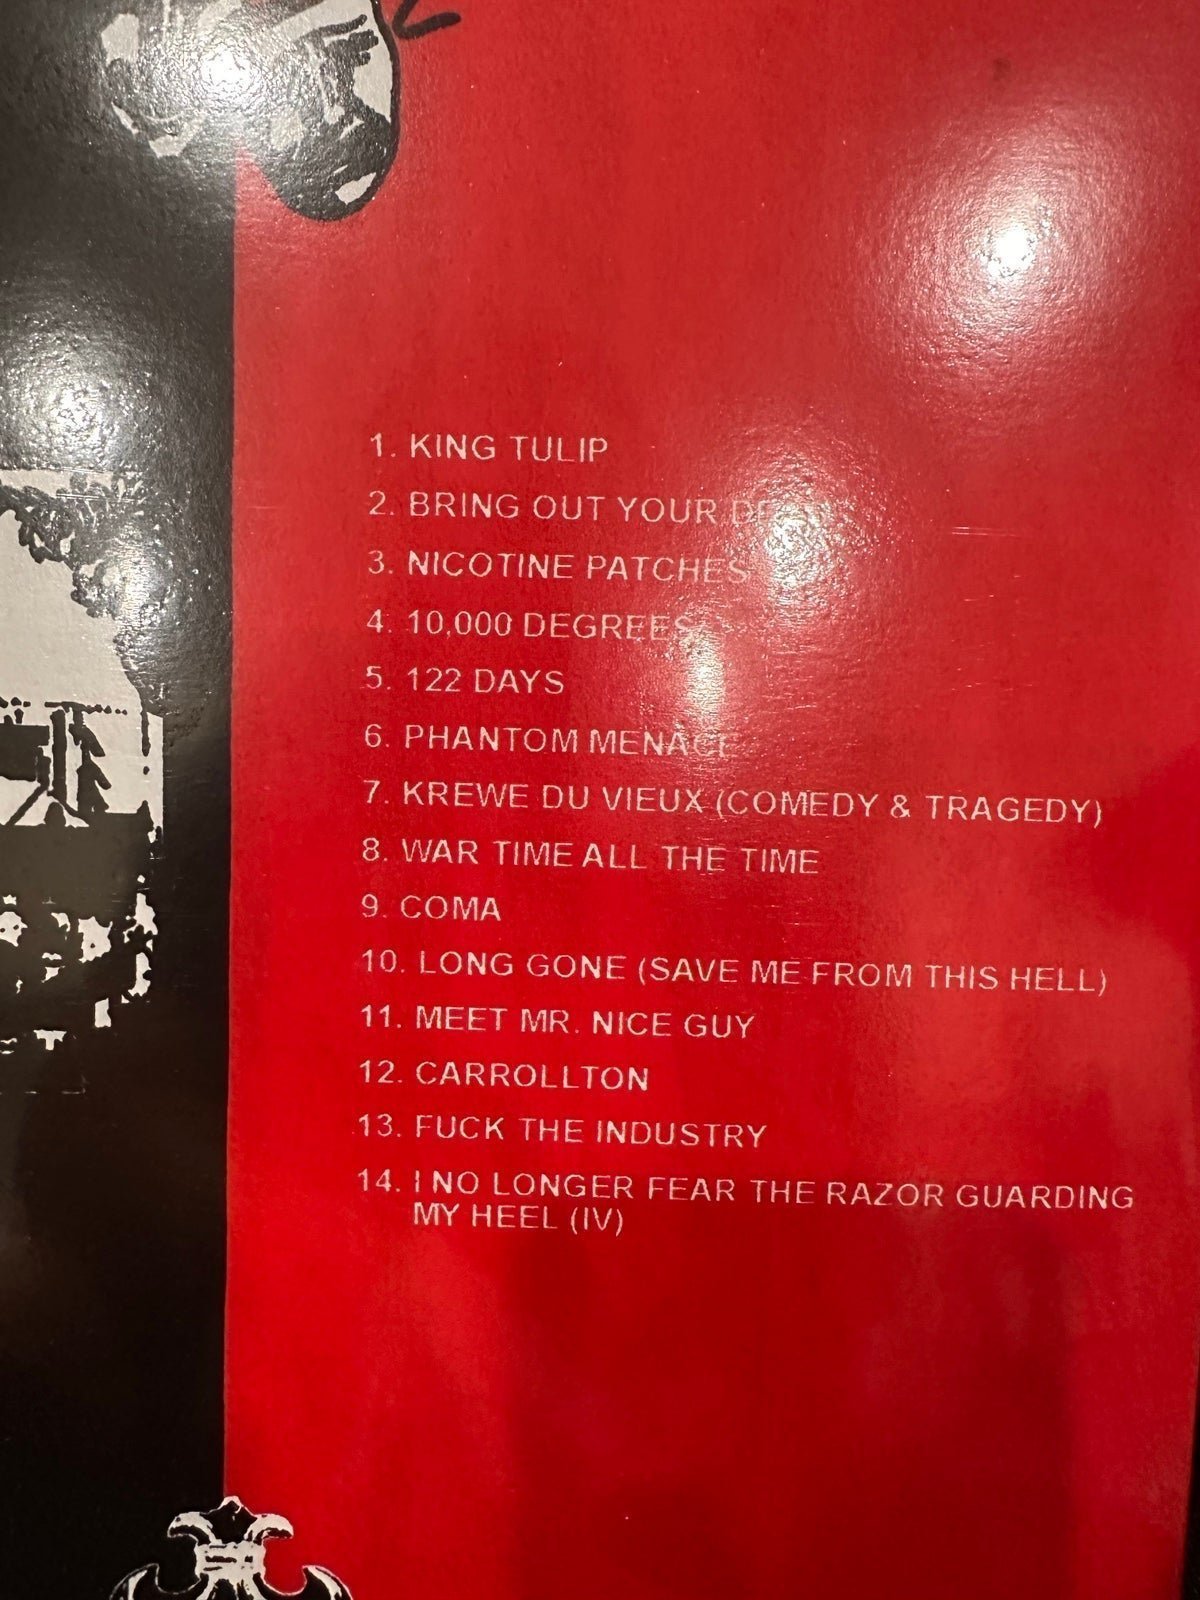 1. KING TULIP
2. BRING OUT YOUR
3. NICOTINE PATCHES
4. 10,000 DEGREES
5. 122 DAYS
6. PHANTOM MENACE
7. KREWE DU VIEUX (COMEDY & TRAGEDY)
8. WAR TIME ALL THE TIME
9. COMA
10. LONG GONE (SAVE ME FROM THIS HELL)
11. MEET MR. NICE GUY
12. CARROLLTON
13. FUCK THE INDUSTRY
14. I NO LONGER FEAR THE RAZOR GUARDING
MY HEEL (IV)